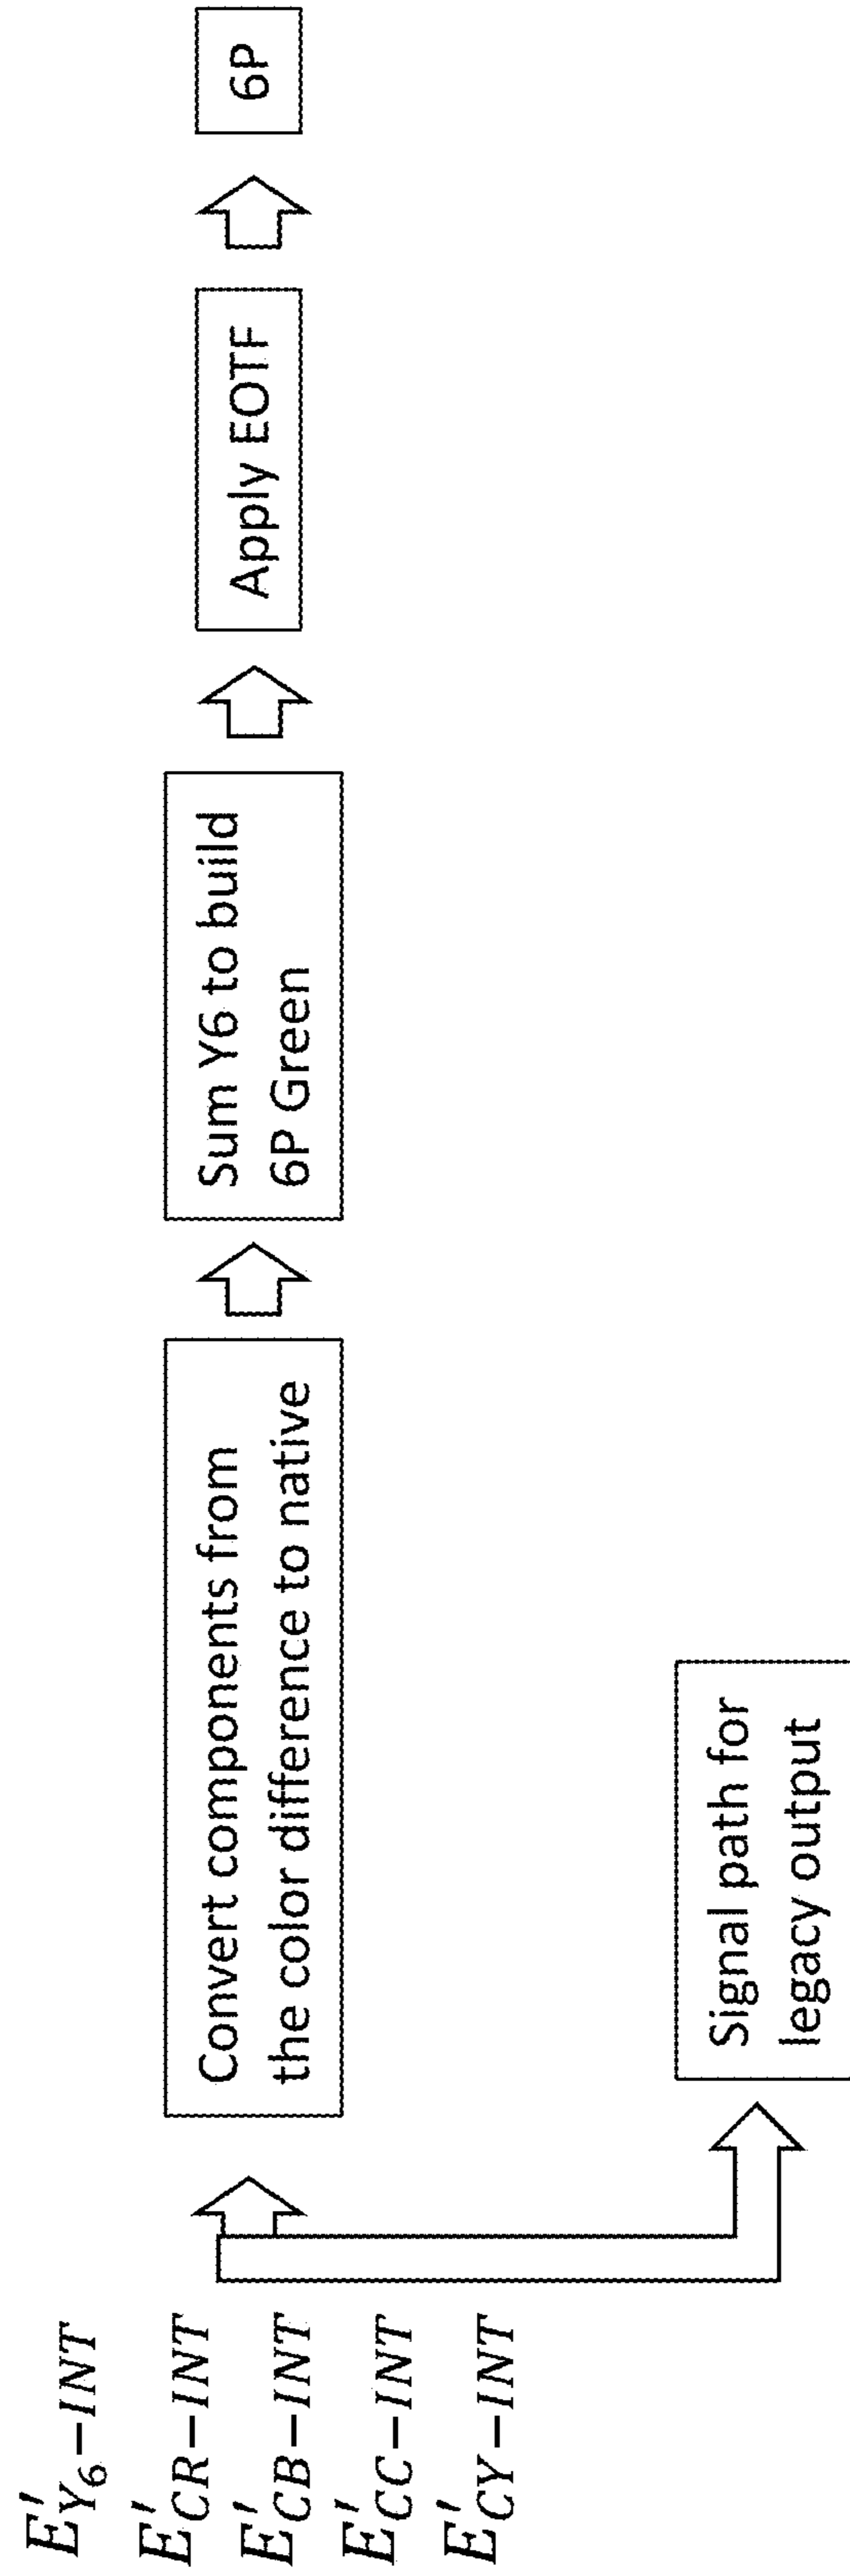 E'_{Y_6-INT}
E'_{CR-INT}
E'_{CB-INT}
E'_{CC-INT}
E'_{CY-INT}
Convert components from
the color difference to native
Sum Y6 to build
6P Green
Apply EOTF
6P
Signal path for
legacy output